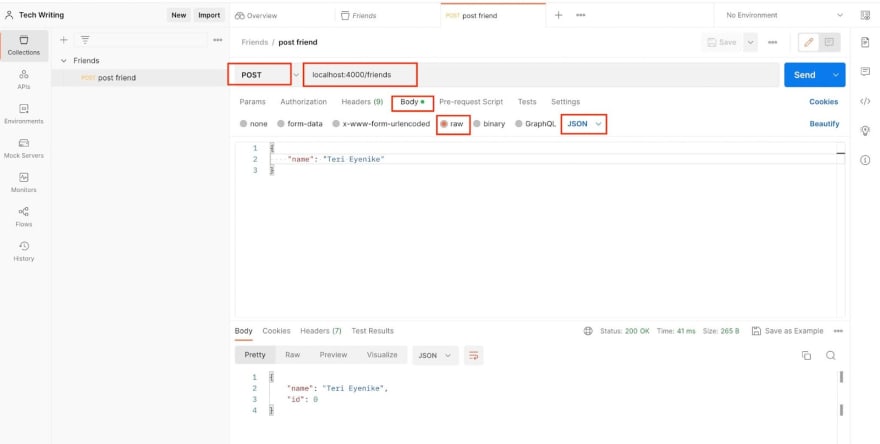 Tech Writing New Import Overview Friends POST post friend No Environment
Collections
APIs
Environments
Mock Servers
Monitors
Flows
History
Friends
POST post friend
Friends / post friend Save
POST localhost:4000/friends Send
Params Authorization Headers (9) Body Pre-request Script Tests Settings Cookies
none form-data x-www-form-urlencoded raw binary GraphQL JSON Beautify
1 {
2 "name": "Teri Eyenike"
3 }
Body Cookies Headers (7) Test Results Status: 200 OK Time: 41 ms Size: 265 B Save as Example
Pretty Raw Preview Visualize JSON
1 {
2 "name": "Teri Eyenike",
3 "id": 0
4 }